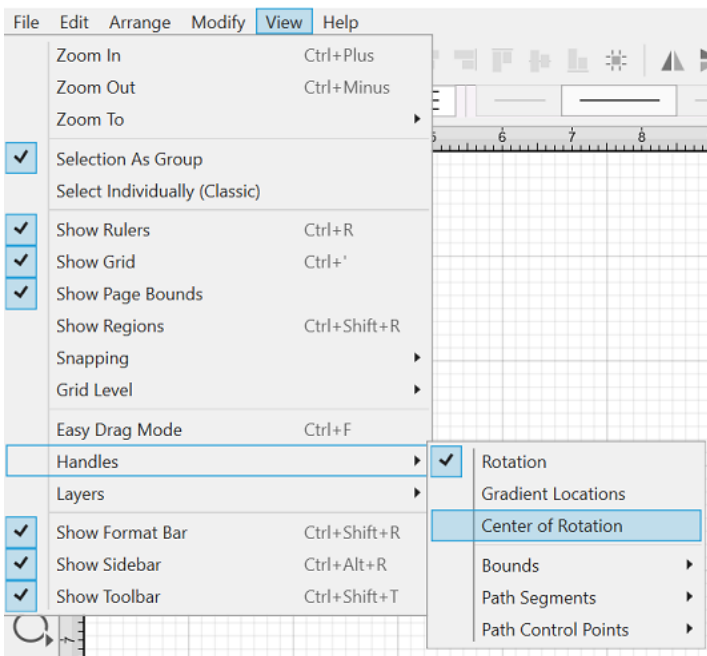 File Edit Arrange Modify View Help
Zoom In Ctrl+Plus
Zoom Out Ctrl+Minus
Zoom To
Selection As Group
Select Individually (Classic)
Show Rulers Ctrl+R
Show Grid Ctrl+'
Show Page Bounds
Show Regions Ctrl+Shift+R
Snapping
Grid Level
Easy Drag Mode Ctrl+F
Handles
Layers
Show Format Bar Ctrl+Shift+R
Show Sidebar Ctrl+Alt+R
Show Toolbar Ctrl+Shift+T
Rotation
Gradient Locations
Center of Rotation
Bounds
Path Segments
Path Control Points
6 7 8
7